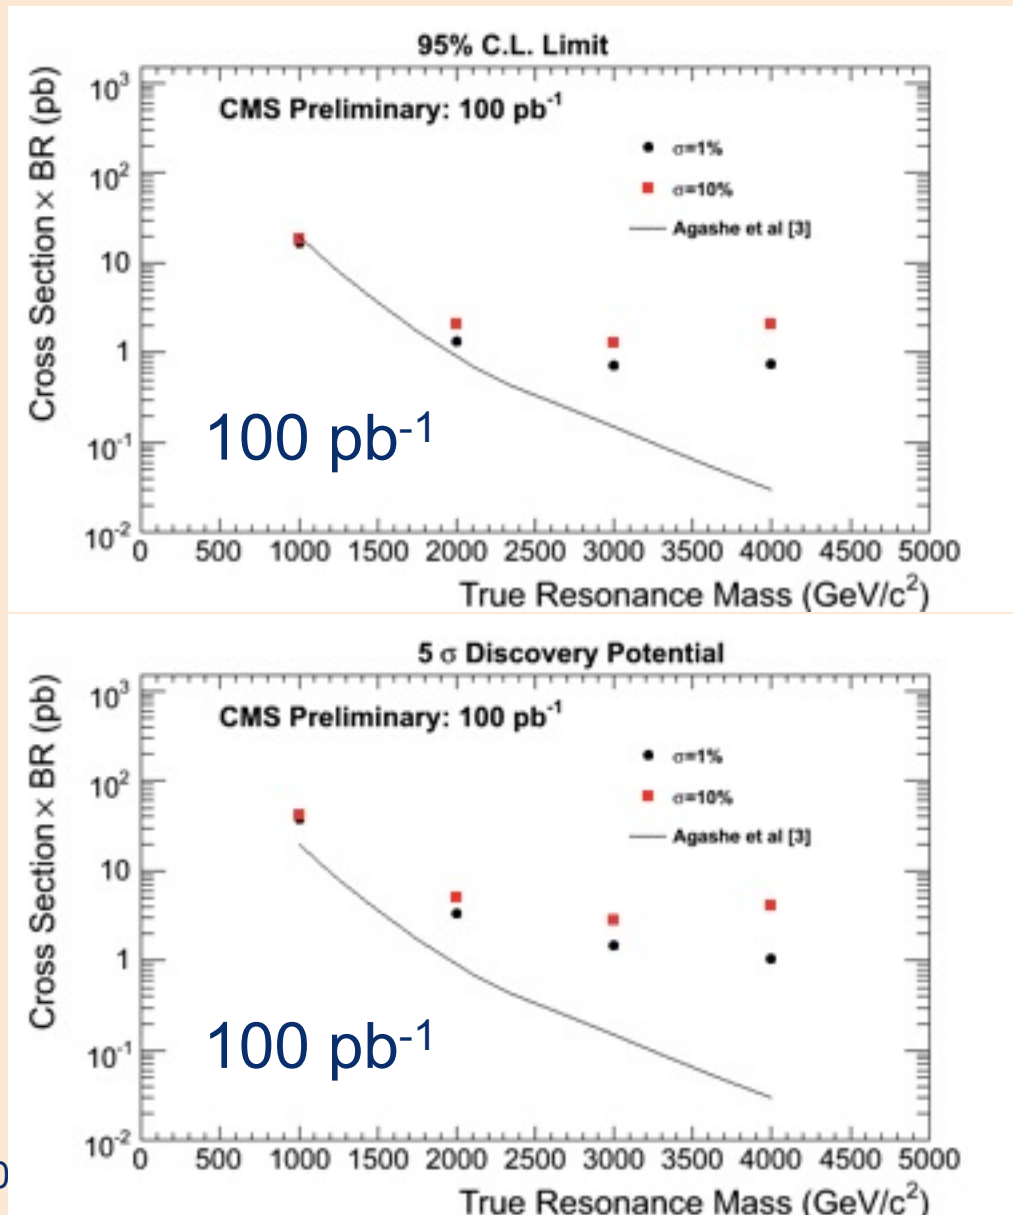 95% C.L. Limit
CMS Preliminary: 100 pb⁻¹
σ=1%
σ=10%
Agashe et al [3]
Cross Section × BR (pb)
10³
10²
10
1
10⁻¹
10⁻²
100 pb⁻¹
0 500 1000 1500 2000 2500 3000 3500 4000 4500 5000
True Resonance Mass (GeV/c²)
5 σ Discovery Potential
CMS Preliminary: 100 pb⁻¹
σ=1%
σ=10%
Agashe et al [3]
Cross Section × BR (pb)
10³
10²
10
1
10⁻¹
10⁻²
100 pb⁻¹
0 500 1000 1500 2000 2500 3000 3500 4000 4500 5000
True Resonance Mass (GeV/c²)